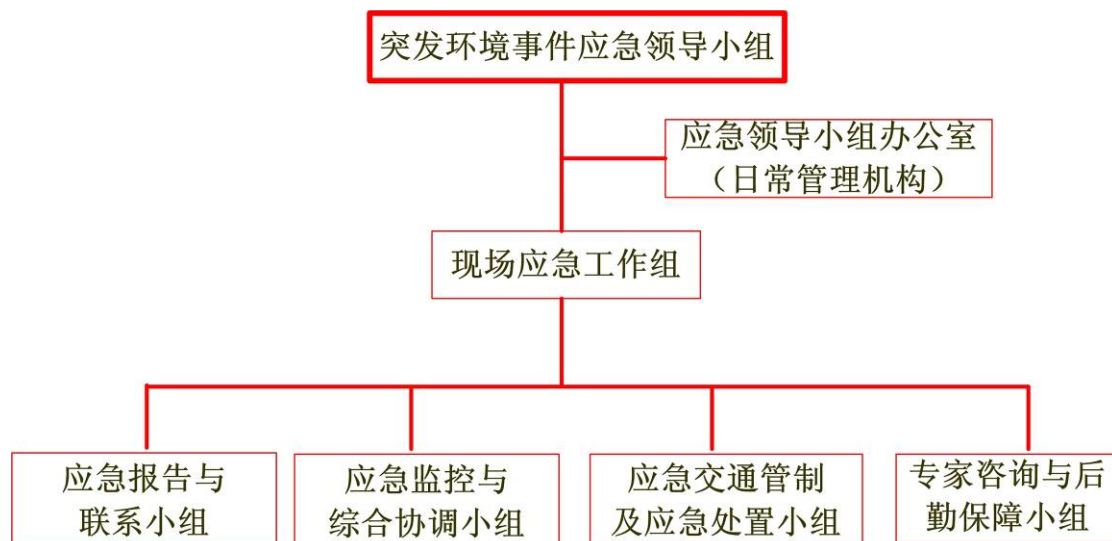 突发环境事件应急领导小组
应急领导小组办公室
（日常管理机构）
现场应急工作组
应急报告与
联系小组
应急监控与
综合协调小组
应急交通管制
及应急处置小组
专家咨询与后
勤保障小组